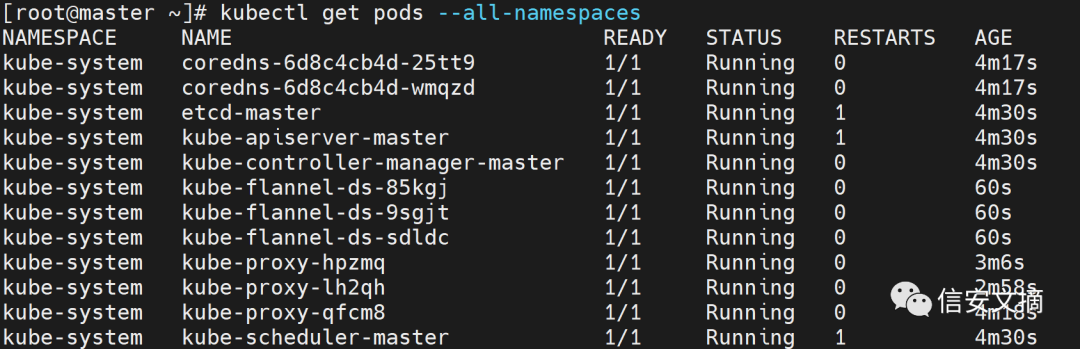 [root@master ~]# kubectl get pods --all-namespaces
NAMESPACE NAME READY STATUS RESTARTS AGE
kube-system coredns-6d8c4cb4d-25tt9 1/1 Running 0 4m17s
kube-system coredns-6d8c4cb4d-wmqzd 1/1 Running 0 4m17s
kube-system etcd-master 1/1 Running 1 4m30s
kube-system kube-apiserver-master 1/1 Running 1 4m30s
kube-system kube-controller-manager-master 1/1 Running 0 4m30s
kube-system kube-flannel-ds-85kgj 1/1 Running 0 60s
kube-system kube-flannel-ds-9sgjt 1/1 Running 0 60s
kube-system kube-flannel-ds-sdldc 1/1 Running 0 60s
kube-system kube-proxy-hpzmq 1/1 Running 0 3m6s
kube-system kube-proxy-lh2qh 1/1 Running 0 2m58s
信安文摘
kube-system kube-proxy-qfcm8 1/1 Running 0 4m18s
kube-system kube-scheduler-master 1/1 Running 1 4m30s